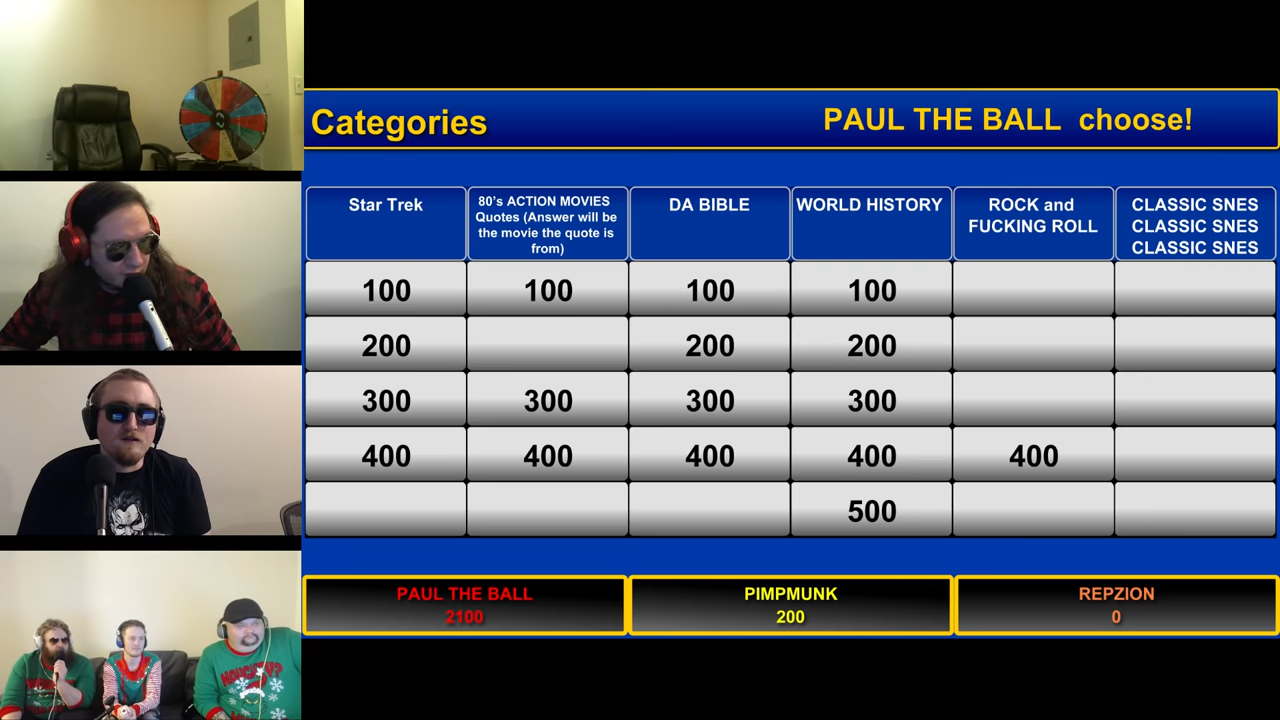 Categories
PAUL THE BALL choose!
Star Trek
80's ACTION MOVIES
Quotes (Answer will be
the movie the quote is
from)
DA BIBLE
WORLD HISTORY
ROCK and
FUCKING ROLL
CLASSIC SNES
CLASSIC SNES
CLASSIC SNES
100 100 100 100
200 200 200
300 300 300 300
400 400 400 400 400
500
PAUL THE BALL
2100
PIMPMUNK
200
REPZION
0
NAUGHTY?